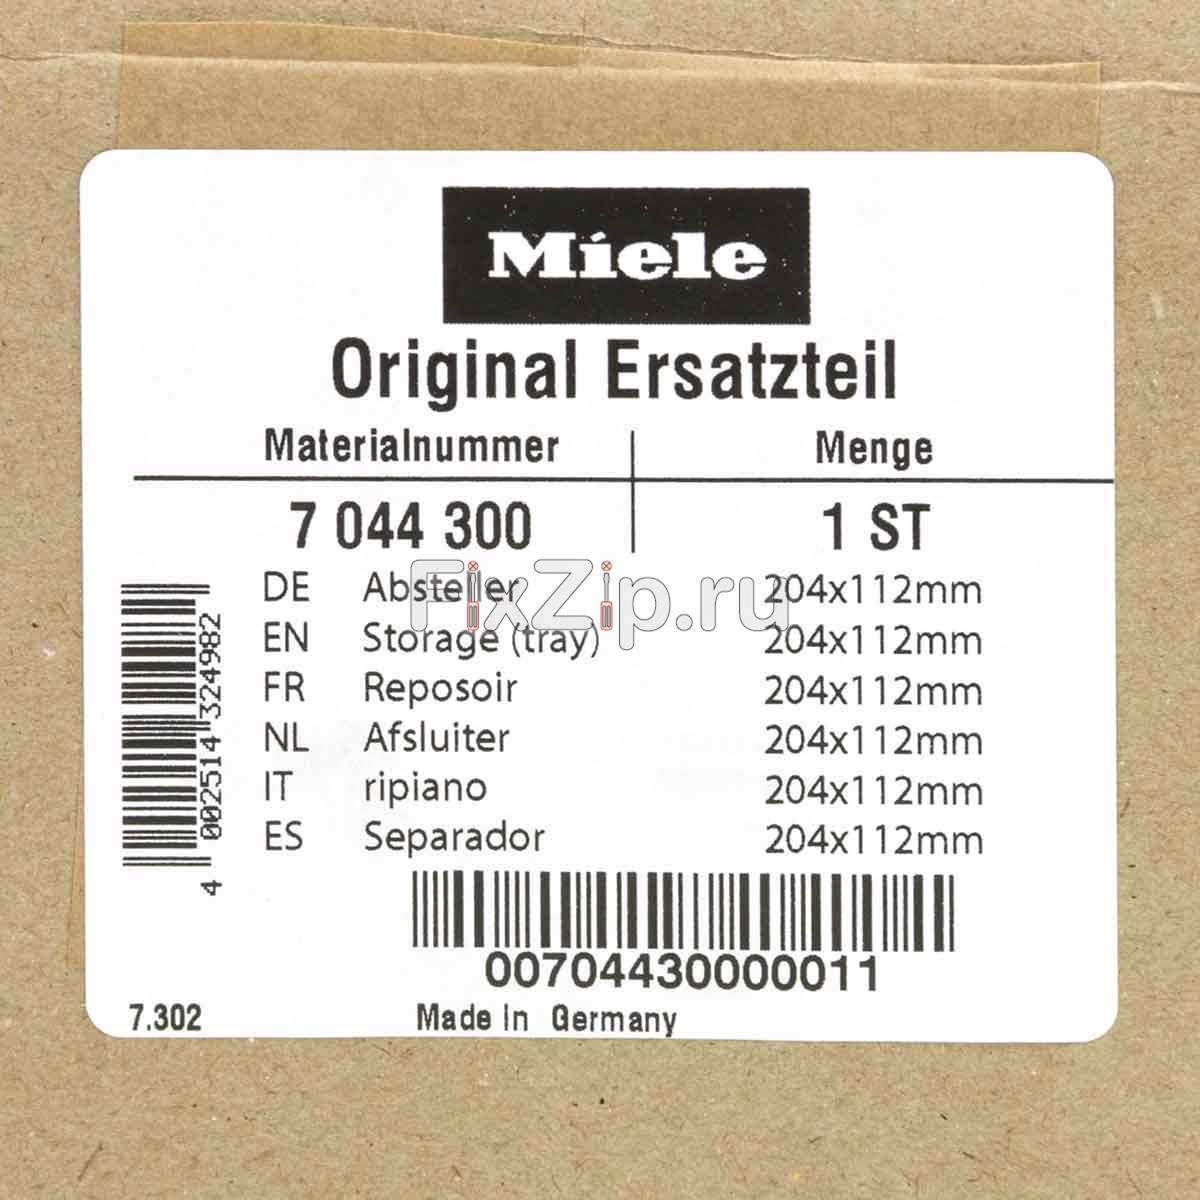 Miele
Original Ersatzteil
Materialnummer Menge
7 044 300 1 ST
FixZip.ru
DE Absteller 204x112mm
EN Storage (tray) 204x112mm
FR Reposoir 204x112mm
NL Afsluiter 204x112mm
IT ripiano 204x112mm
ES Separador 204x112mm
4 002514 324982
00704430000011
7.302 Made In Germany